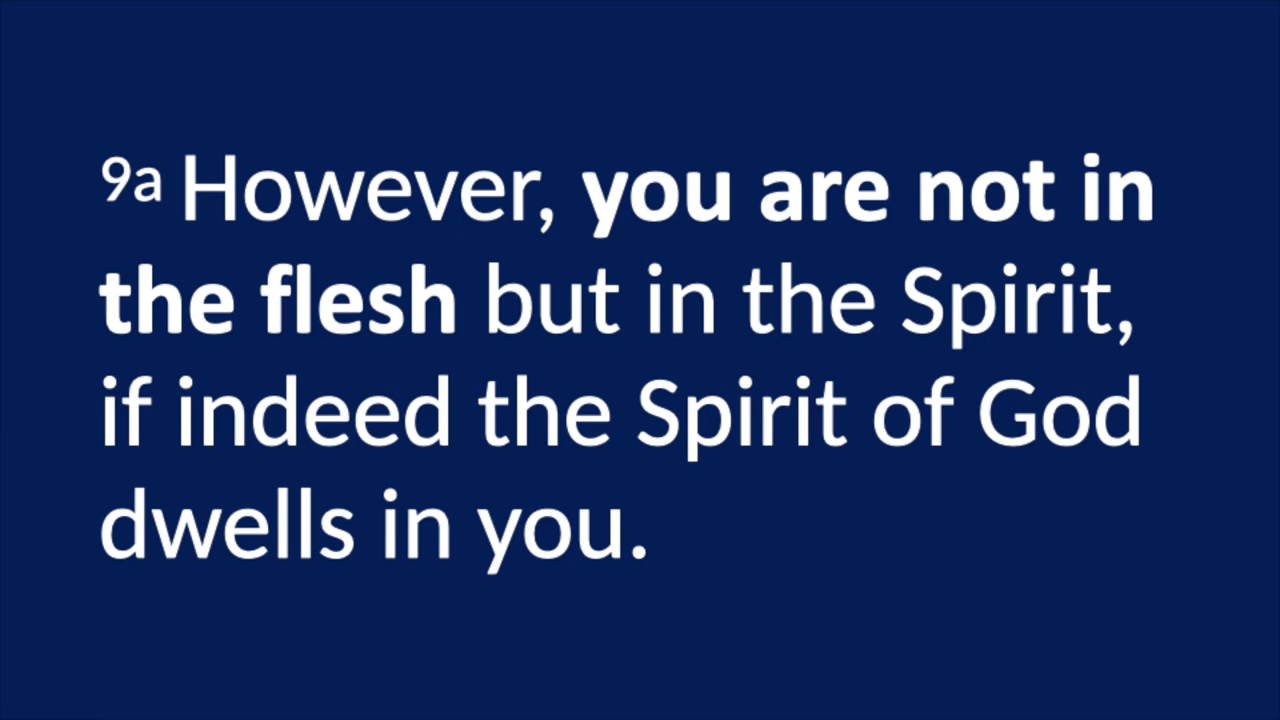 9a However, you are not in
the flesh but in the Spirit,
if indeed the Spirit of God
dwells in you.